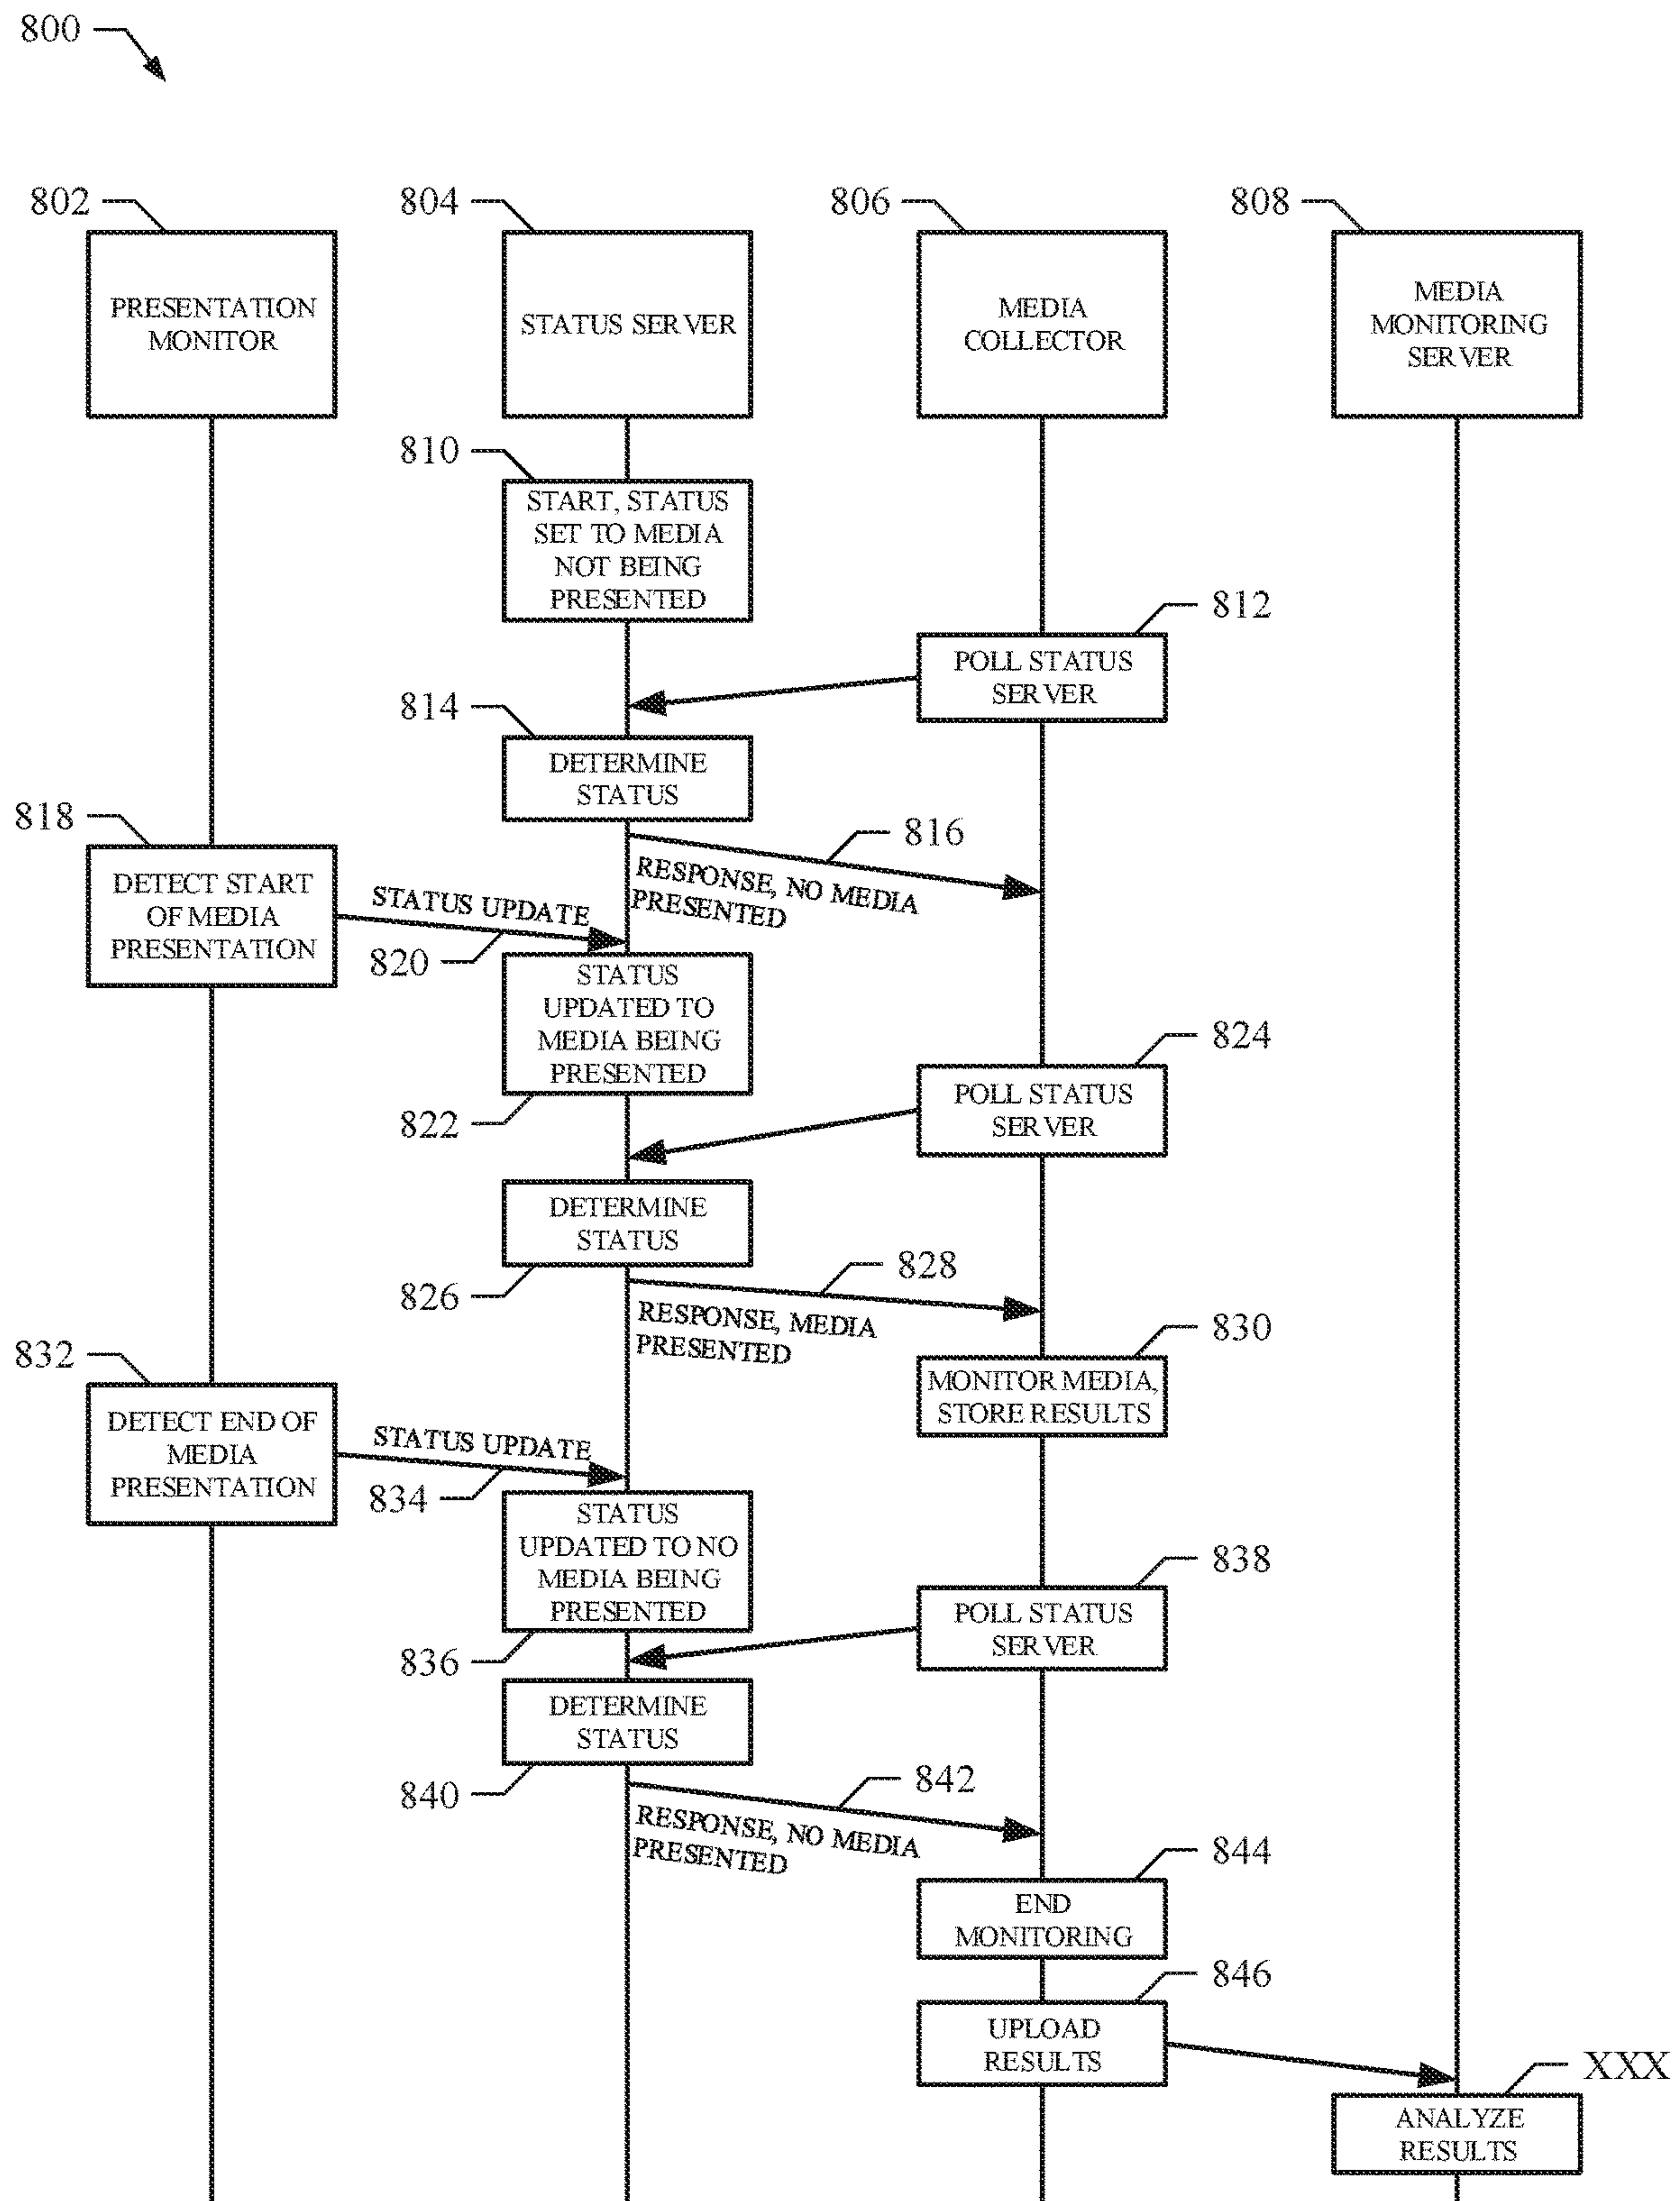 800
802
804
806
808
PRESENTATION
MONITOR
STATUS SERVER
MEDIA
COLLECTOR
MEDIA
MONITORING
SERVER
810
START, STATUS
SET TO MEDIA
NOT BEING
PRESENTED
812
POLL STATUS
SERVER
814
DETERMINE
STATUS
816
RESPONSE, NO MEDIA
PRESENTED
818
DETECT START
OF MEDIA
PRESENTATION
STATUS UPDATE
820
STATUS
UPDATED TO
MEDIA BEING
PRESENTED
822
824
POLL STATUS
SERVER
DETERMINE
STATUS
826
828
RESPONSE, MEDIA
PRESENTED
830
MONITOR MEDIA,
STORE RESULTS
832
DETECT END OF
MEDIA
PRESENTATION
STATUS UPDATE
834
STATUS
UPDATED TO NO
MEDIA BEING
PRESENTED
836
838
POLL STATUS
SERVER
DETERMINE
STATUS
840
842
RESPONSE, NO MEDIA
PRESENTED
844
END
MONITORING
846
UPLOAD
RESULTS
XXX
ANALYZE
RESULTS